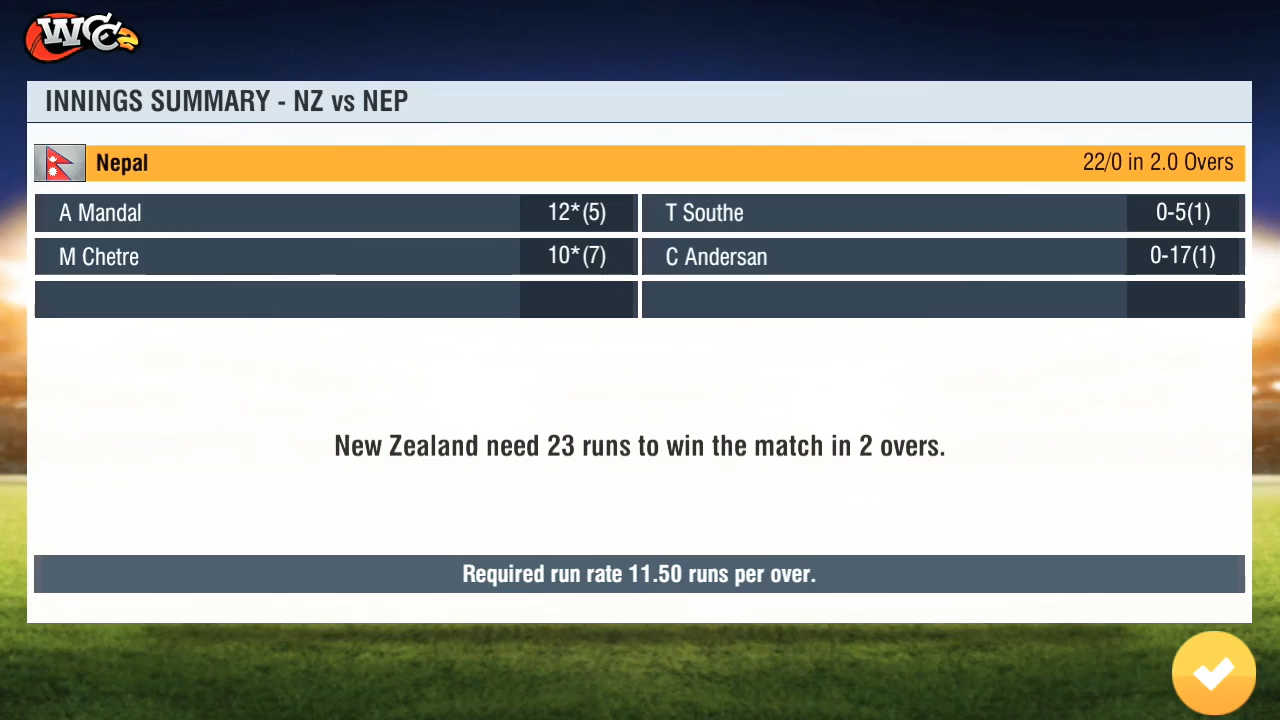 WCC
INNINGS SUMMARY - NZ vs NEP
Nepal 22/0 in 2.0 Overs
A Mandal 12*(5) T Southe 0-5(1)
M Chetre 10*(7) C Andersan 0-17(1)
New Zealand need 23 runs to win the match in 2 overs.
Required run rate 11.50 runs per over.